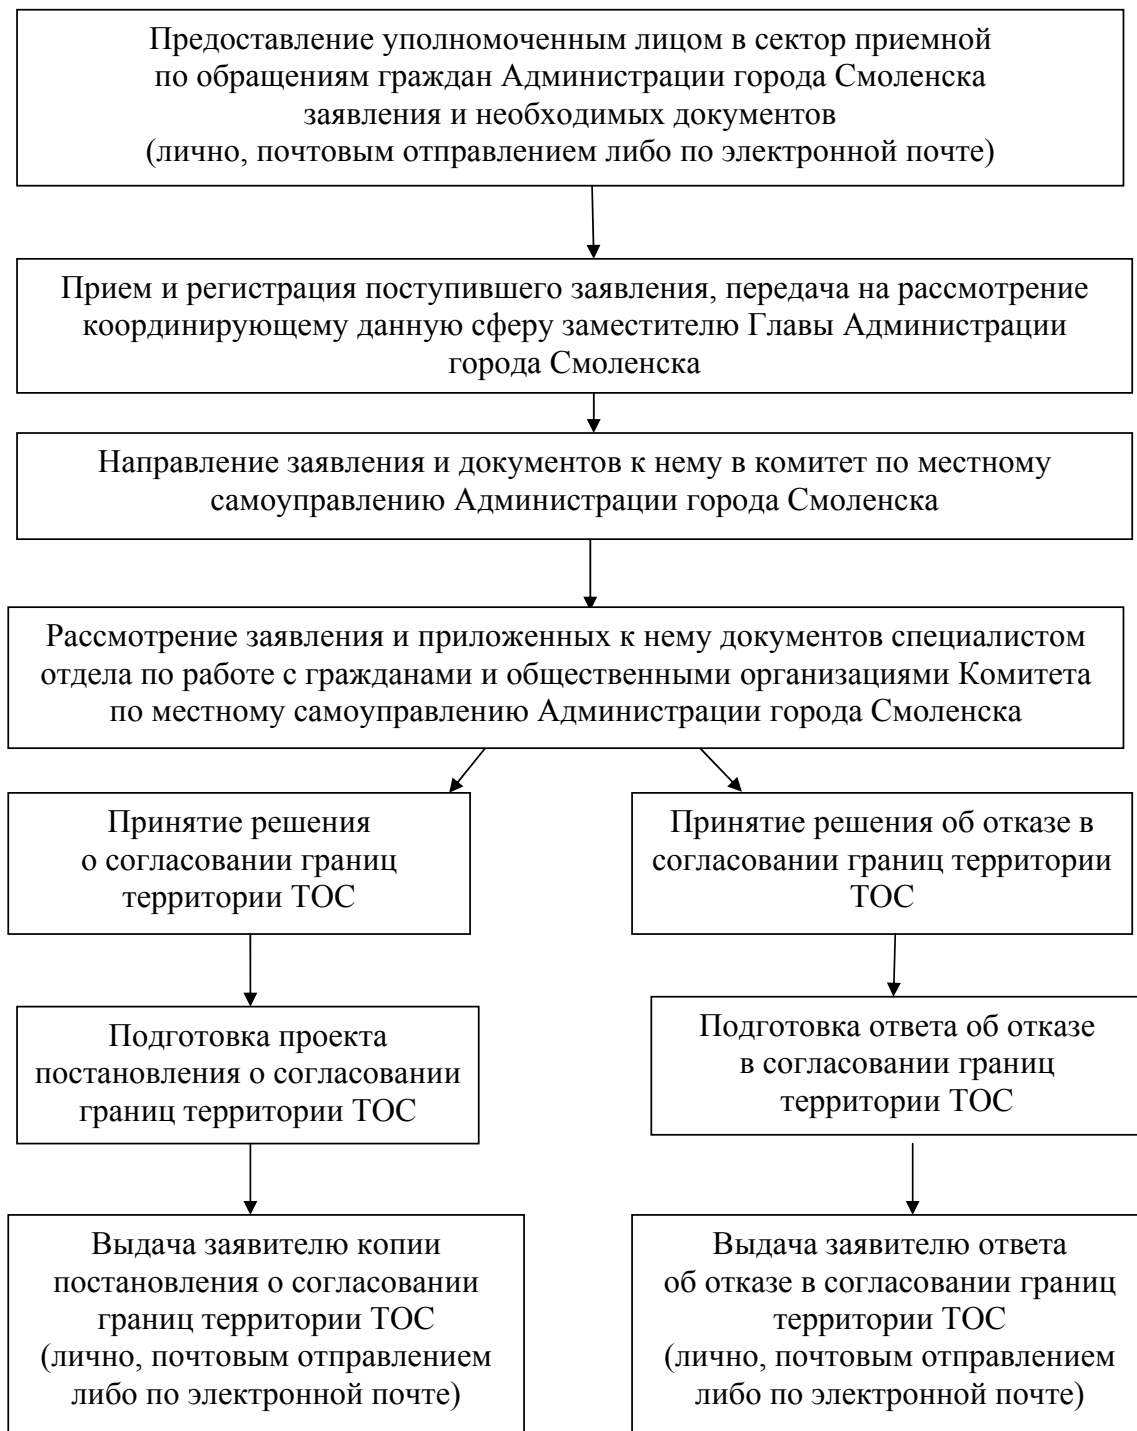 Предоставление уполномоченным лицом в сектор приемной
по обращениям граждан Администрации города Смоленска
заявления и необходимых документов
(лично, почтовым отправлением либо по электронной почте)
Прием и регистрация поступившего заявления, передача на рассмотрение
координирующему данную сферу заместителю Главы Администрации
города Смоленска
Направление заявления и документов к нему в комитет по местному
самоуправлению Администрации города Смоленска
Рассмотрение заявления и приложенных к нему документов специалистом
отдела по работе с гражданами и общественными организациями Комитета
по местному самоуправлению Администрации города Смоленска
Принятие решения
о согласовании границ
территории ТОС
Принятие решения об отказе в
согласовании границ территории
ТОС
Подготовка проекта
постановления о согласовании
границ территории ТОС
Подготовка ответа об отказе
в согласовании границ
территории ТОС
Выдача заявителю копии
постановления о согласовании
границ территории ТОС
(лично, почтовым отправлением
либо по электронной почте)
Выдача заявителю ответа
об отказе в согласовании границ
территории ТОС
(лично, почтовым отправлением
либо по электронной почте)